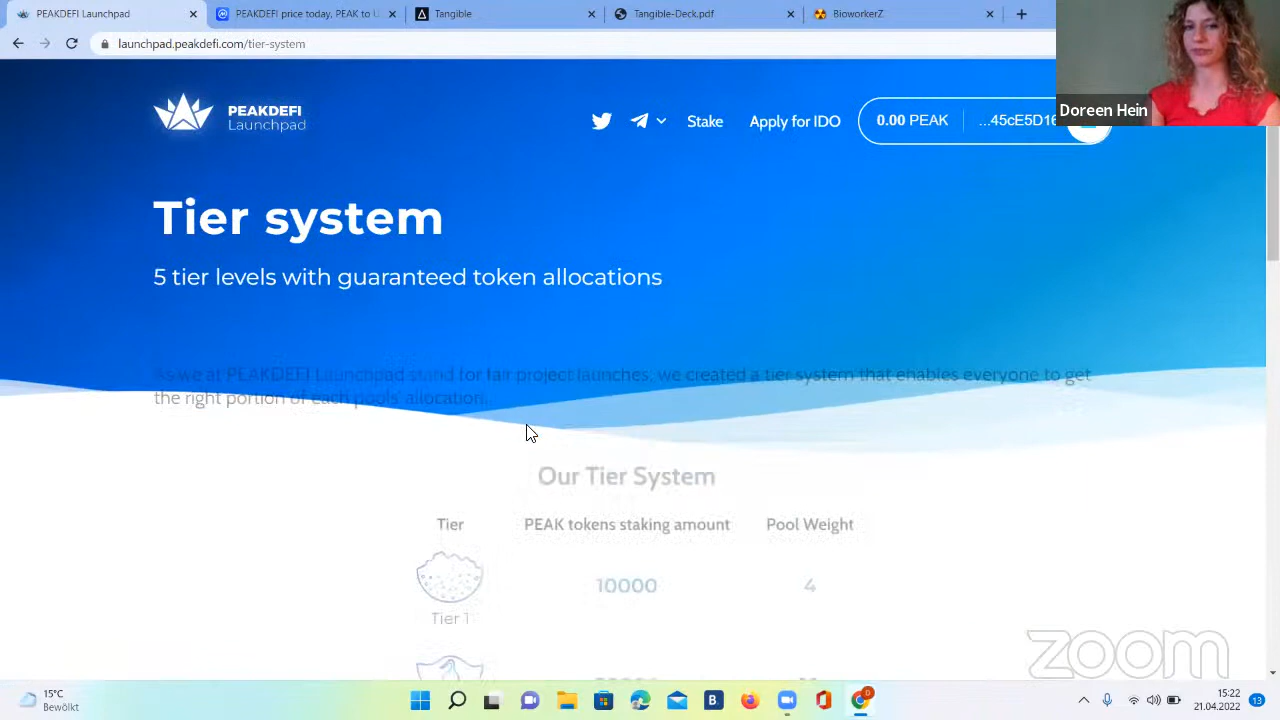 PEAKDEFI Launchpad
PEAK price today, PEAK to U
Tangible
Tangible-Deck.pdf
BioworkerZ
launchpad.peakdefi.com/tier-system
PEAKDEFI
Launchpad
Stake
Apply for IDO
0.00 PEAK
...45cE5D16
Doreen Hein
Tier system
5 tier levels with guaranteed token allocations
As we at PEAKDEFI Launchpad stand for fair project launches, we created a tier system that enables everyone to get
the right portion of each pools' allocation.
Our Tier System
Tier
PEAK tokens staking amount
Pool Weight
10000
4
Tier 1
zoom
15°C
Bewölkt
15:22
21.04.2022
13